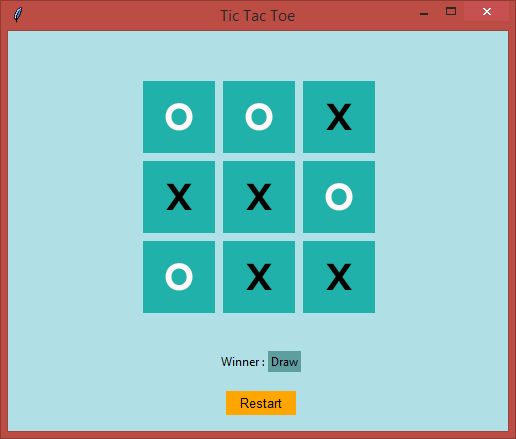 Tic Tac Toe
O O X
X X O
O X X
Winner : Draw
Restart